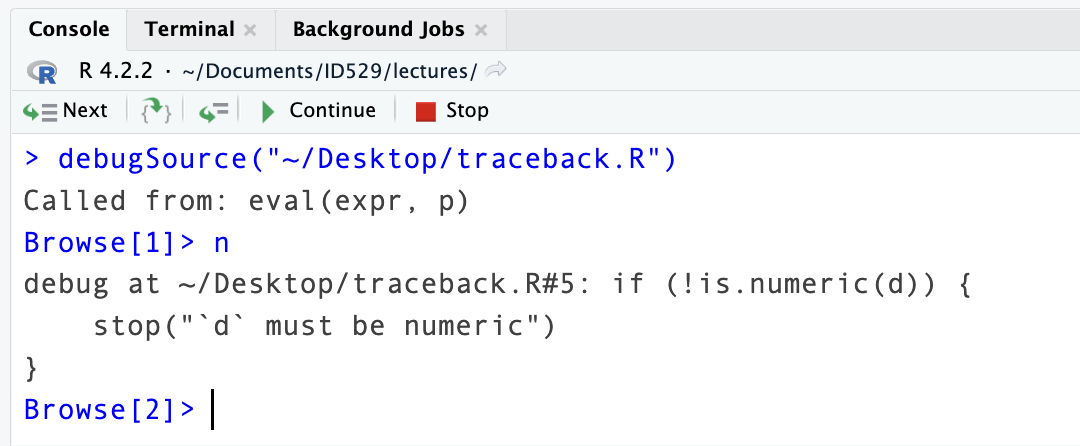 Console Terminal Background Jobs
R R 4.2.2 · ~/Documents/ID529/lectures/
Next {} Continue Stop
> debugSource("~/Desktop/traceback.R")
Called from: eval(expr, p)
Browse[1]> n
debug at ~/Desktop/traceback.R#5: if (!is.numeric(d)) {
    stop("`d` must be numeric")
}
Browse[2]>